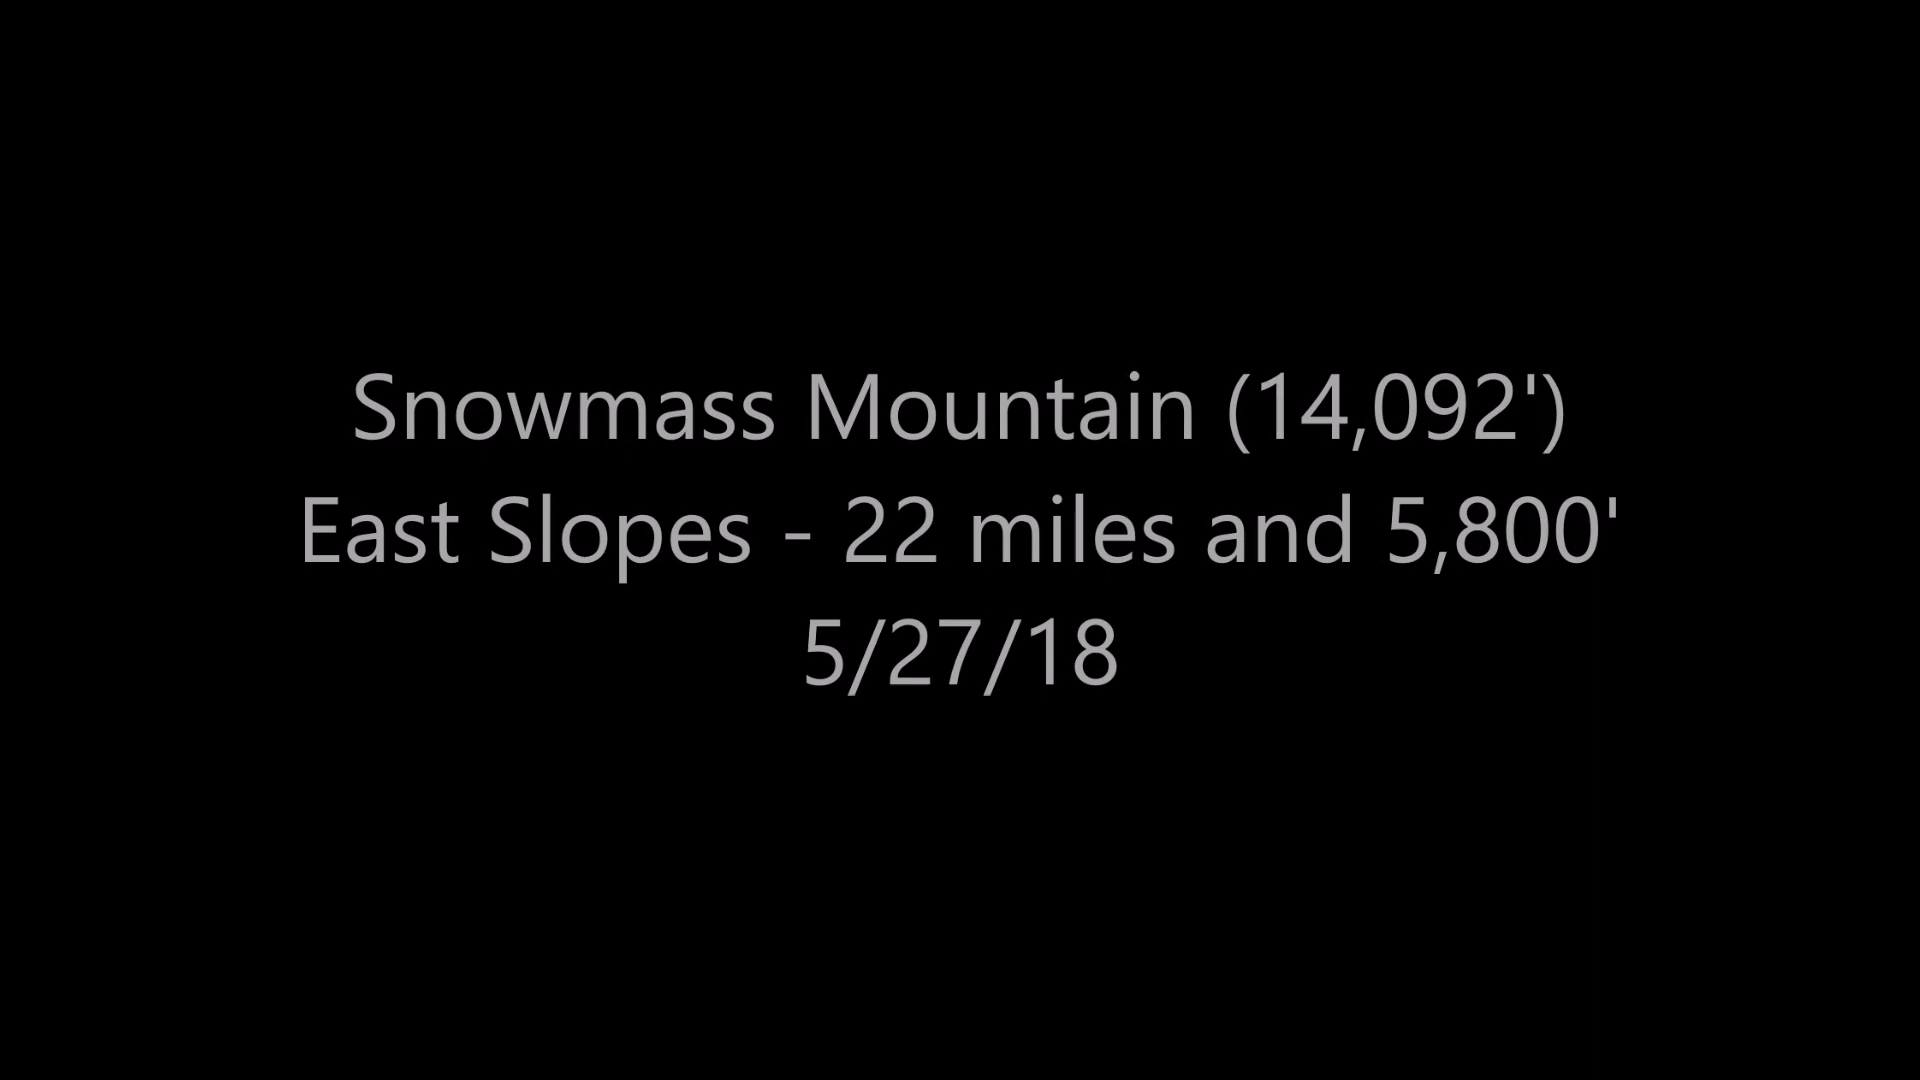 Snowmass Mountain (14,092')
East Slopes - 22 miles and 5,800'
5/27/18